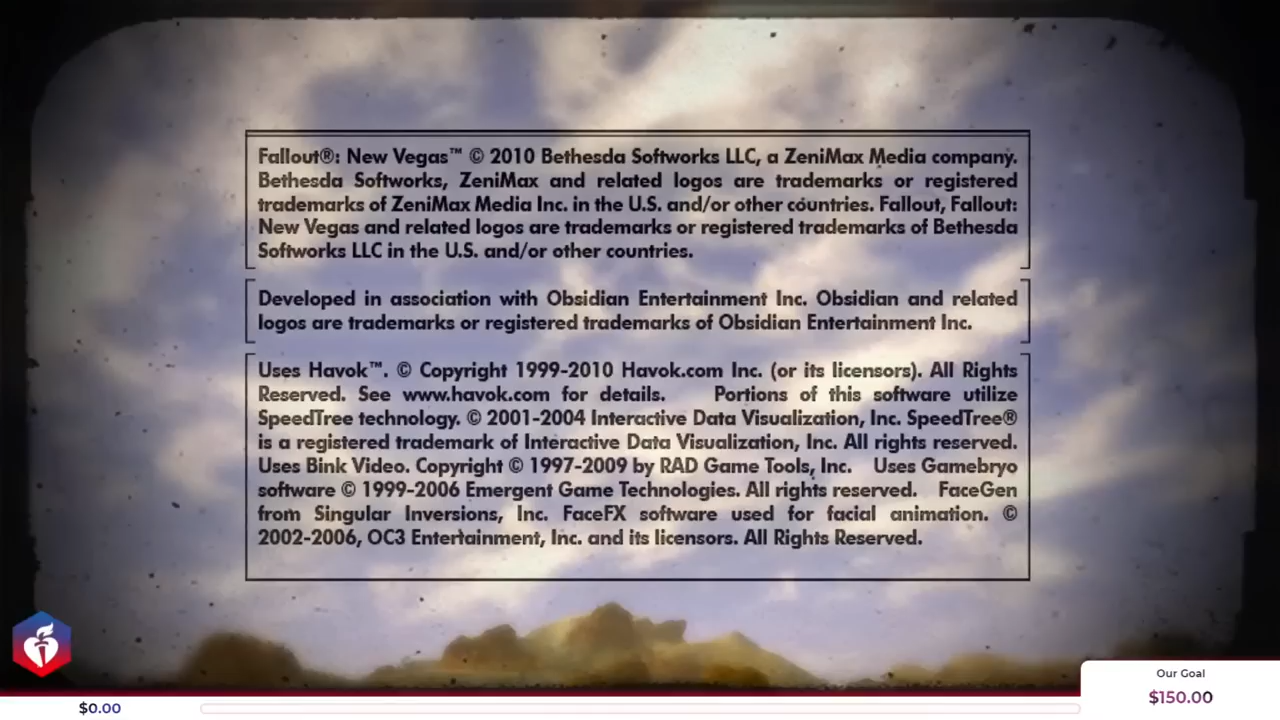 Fallout®: New Vegas™ © 2010 Bethesda Softworks LLC, a ZeniMax Media company.
Bethesda Softworks, ZeniMax and related logos are trademarks or registered
trademarks of ZeniMax Media Inc. in the U.S. and/or other countries. Fallout, Fallout:
New Vegas and related logos are trademarks or registered trademarks of Bethesda
Softworks LLC in the U.S. and/or other countries.
Developed in association with Obsidian Entertainment Inc. Obsidian and related
logos are trademarks or registered trademarks of Obsidian Entertainment Inc.
Uses Havok™. © Copyright 1999-2010 Havok.com Inc. (or its licensors). All Rights
Reserved. See www.havok.com for details. Portions of this software utilize
SpeedTree technology. © 2001-2004 Interactive Data Visualization, Inc. SpeedTree®
is a registered trademark of Interactive Data Visualization, Inc. All rights reserved.
Uses Bink Video. Copyright © 1997-2009 by RAD Game Tools, Inc. Uses Gamebryo
software © 1999-2006 Emergent Game Technologies. All rights reserved. FaceGen
from Singular Inversions, Inc. FaceFX software used for facial animation. ©
2002-2006, OC3 Entertainment, Inc. and its licensors. All Rights Reserved.
Our Goal
$150.00
$0.00